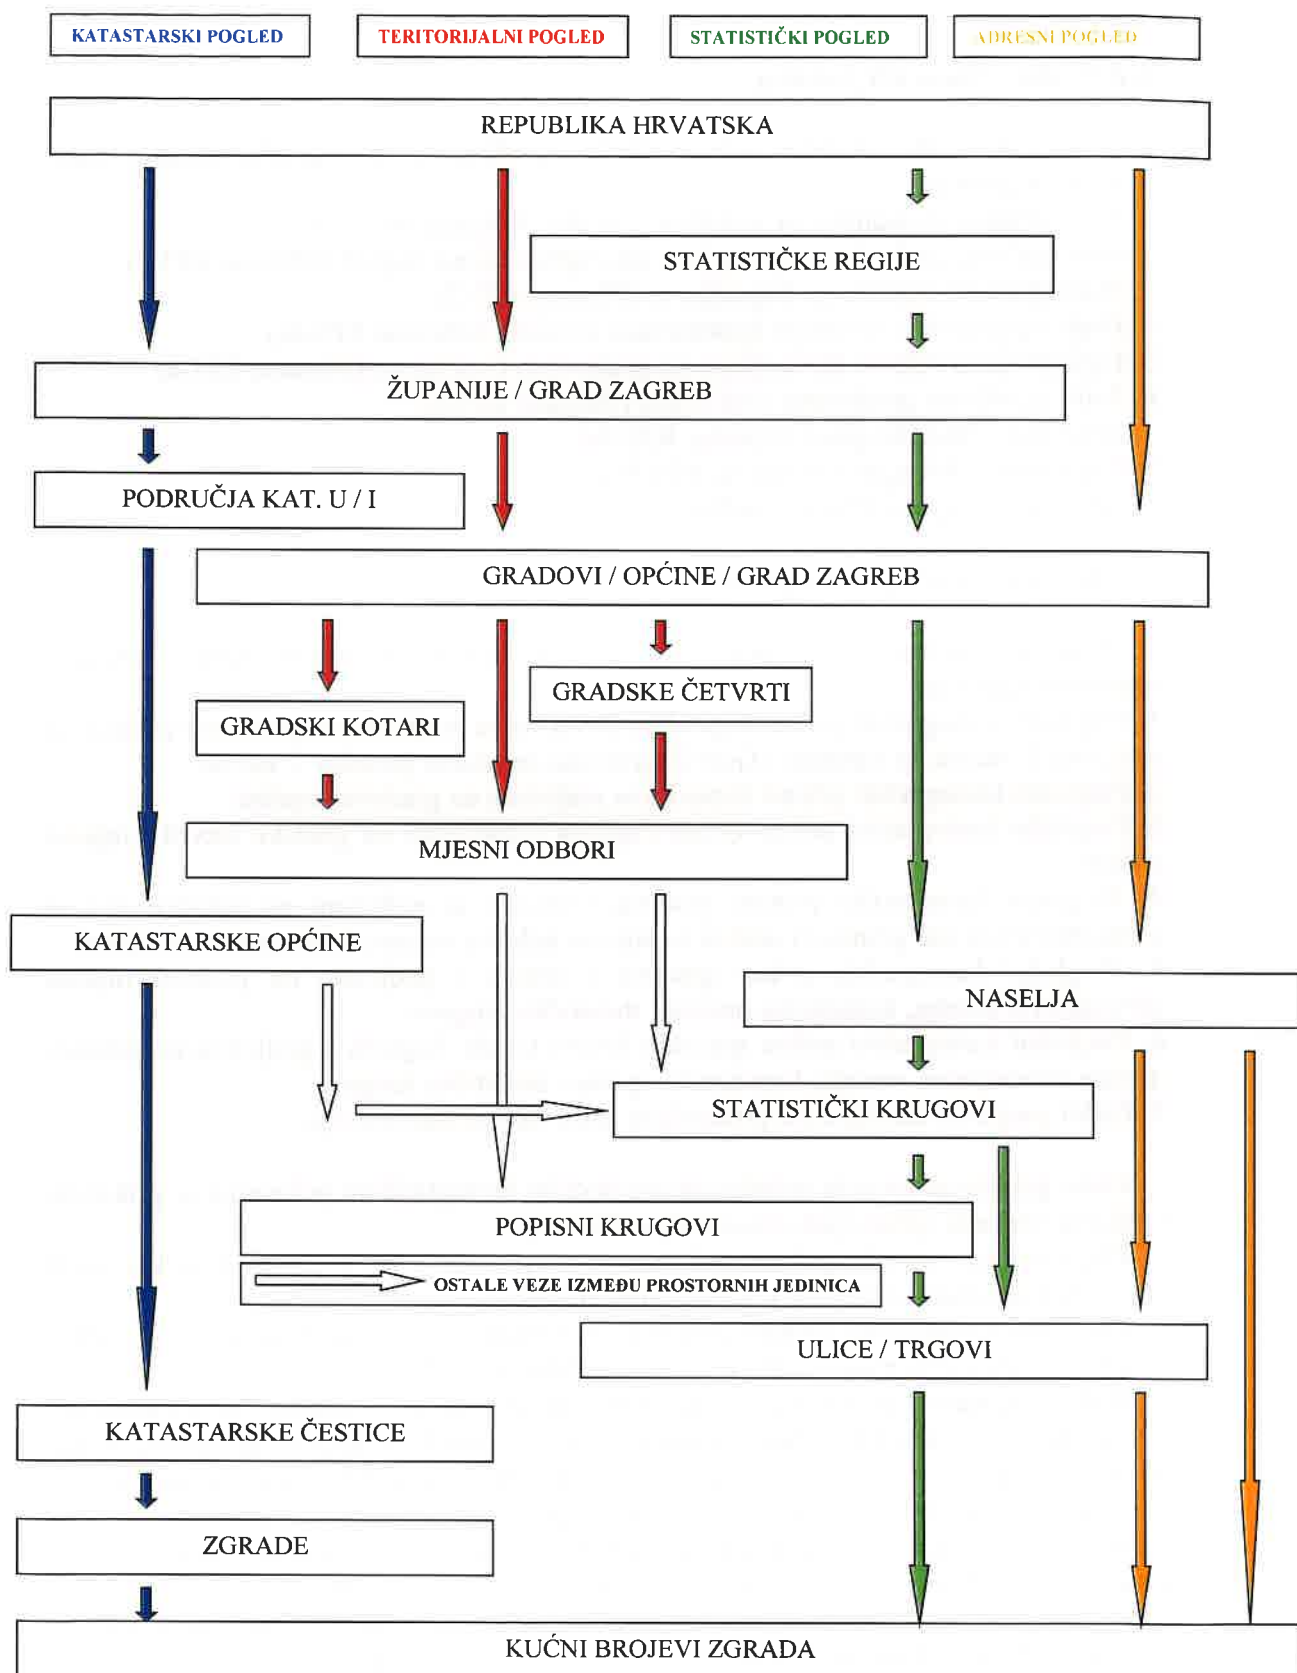 KATASTARSKI POGLED
TERITORIJALNI POGLED
STATISTIČKI POGLED
ADRESNI POGLED
REPUBLIKA HRVATSKA
STATISTIČKE REGIJE
ŽUPANIJE / GRAD ZAGREB
PODRUČJA KAT. U / I
GRADOVI / OPĆINE / GRAD ZAGREB
GRADSKE ČETVRTI
GRADSKI KOTARI
MJESNI ODBORI
KATASTARSKE OPĆINE
NASELJA
STATISTIČKI KRUGOVI
POPISNI KRUGOVI
OSTALE VEZE IZMEĐU PROSTORNIH JEDINICA
ULICE / TRGOVI
KATASTARSKE ČESTICE
ZGRADE
KUĆNI BROJEVI ZGRADA